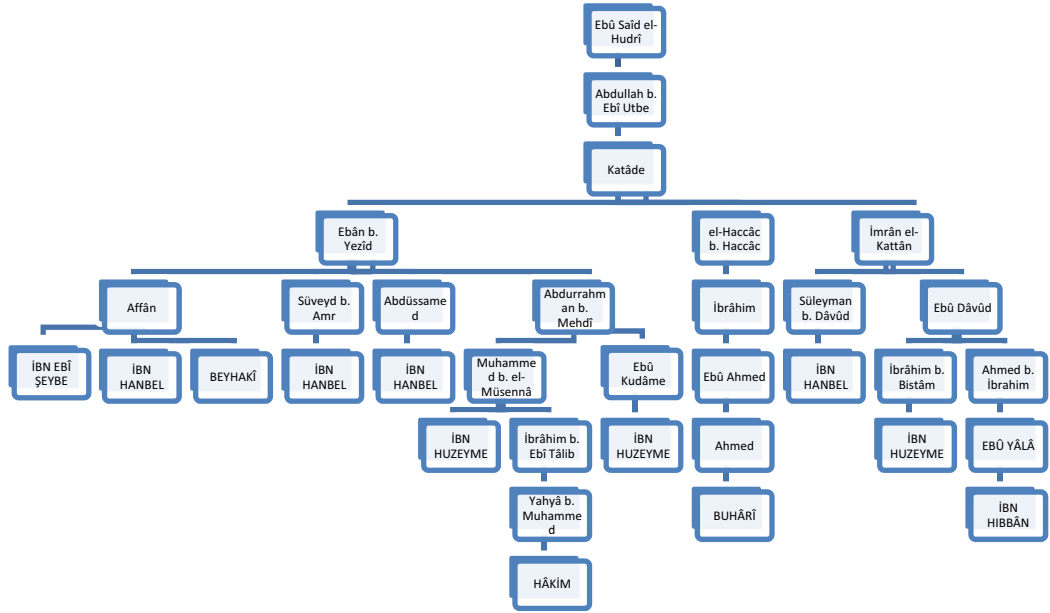 Ebû Saîd el-
Hudrî
Abdullah b.
Ebî Utbe
Katâde
Ebân b.
Yezîd
el-Haccâc
b. Haccâc
İmrân el-
Kattân
Affân
Süveyd b.
Amr
Abdüssame
d
Abdurrahm
an b.
Mehdî
İbrâhim
Süleyman
b. Dâvûd
Ebû Dâvûd
İBN EBÎ
ŞEYBE
İBN
HANBEL
BEYHAKÎ
İBN
HANBEL
İBN
HANBEL
Muhamme
d b. el-
Müsennâ
Ebû
Kudâme
Ebû Ahmed
İBN
HANBEL
İbrâhim b.
Bistâm
Ahmed b.
İbrahim
İBN
HUZEYME
İbrâhim b.
Ebî Tâlib
İBN
HUZEYME
Ahmed
İBN
HUZEYME
EBÛ YÂLÂ
Yahyâ b.
Muhamme
d
BUHÂRÎ
İBN
HIBBÂN
HÂKİM